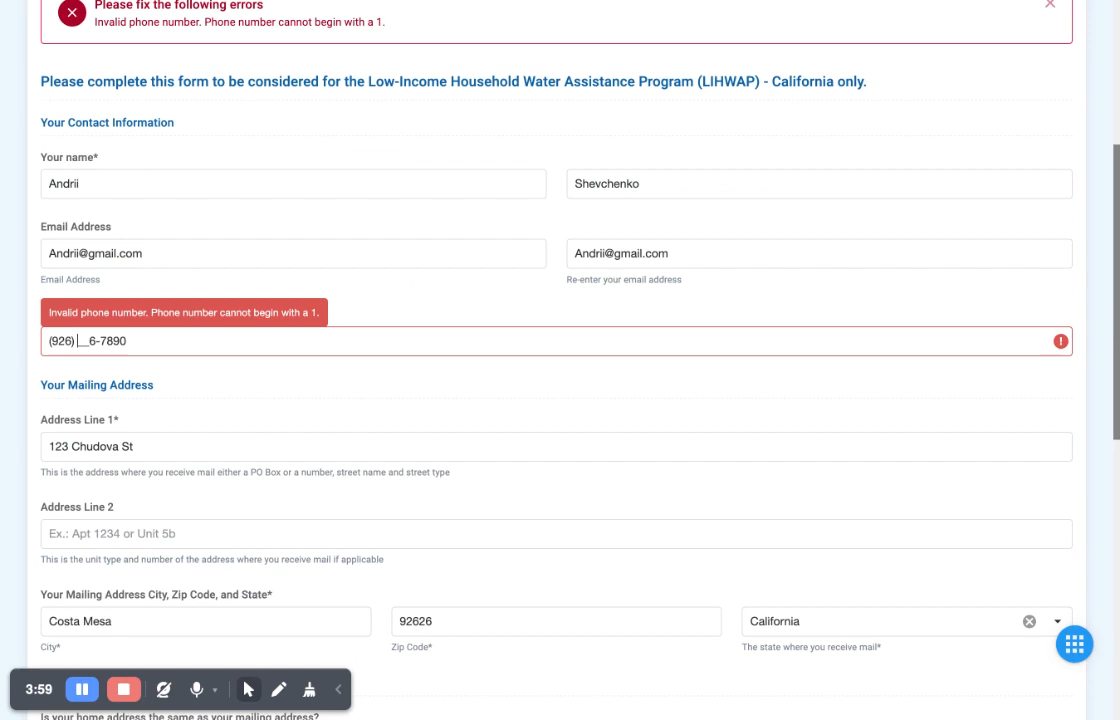 Please fix the following errors
Invalid phone number. Phone number cannot begin with a 1.
Please complete this form to be considered for the Low-Income Household Water Assistance Program (LIHWAP) - California only.
Your Contact Information
Your name*
Andrii
Shevchenko
Email Address
Andrii@gmail.com
Andrii@gmail.com
Email Address
Re-enter your email address
Invalid phone number. Phone number cannot begin with a 1.
(926) __6-7890
Your Mailing Address
Address Line 1*
123 Chudova St
This is the address where you receive mail either a PO Box or a number, street name and street type
Address Line 2
Ex.: Apt 1234 or Unit 5b
This is the unit type and number of the address where you receive mail if applicable
Your Mailing Address City, Zip Code, and State*
Costa Mesa
92626
California
City*
Zip Code*
The state where you receive mail*
3:59
Is your home address the same as your mailing address?